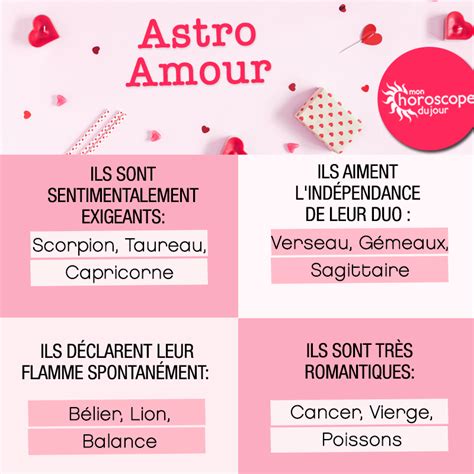 Astro
Amour
mon
horoscope
du jour
ILS SONT
SENTIMENTALEMENT
EXIGEANTS:
Scorpion, Taureau,
Capricorne
ILS AIMENT
L'INDÉPENDANCE
DE LEUR DUO :
Verseau, Gémeaux,
Sagittaire
ILS DÉCLARENT LEUR
FLAMME SPONTANÉMENT:
Bélier, Lion,
Balance
ILS SONT TRÈS
ROMANTIQUES:
Cancer, Vierge,
Poissons